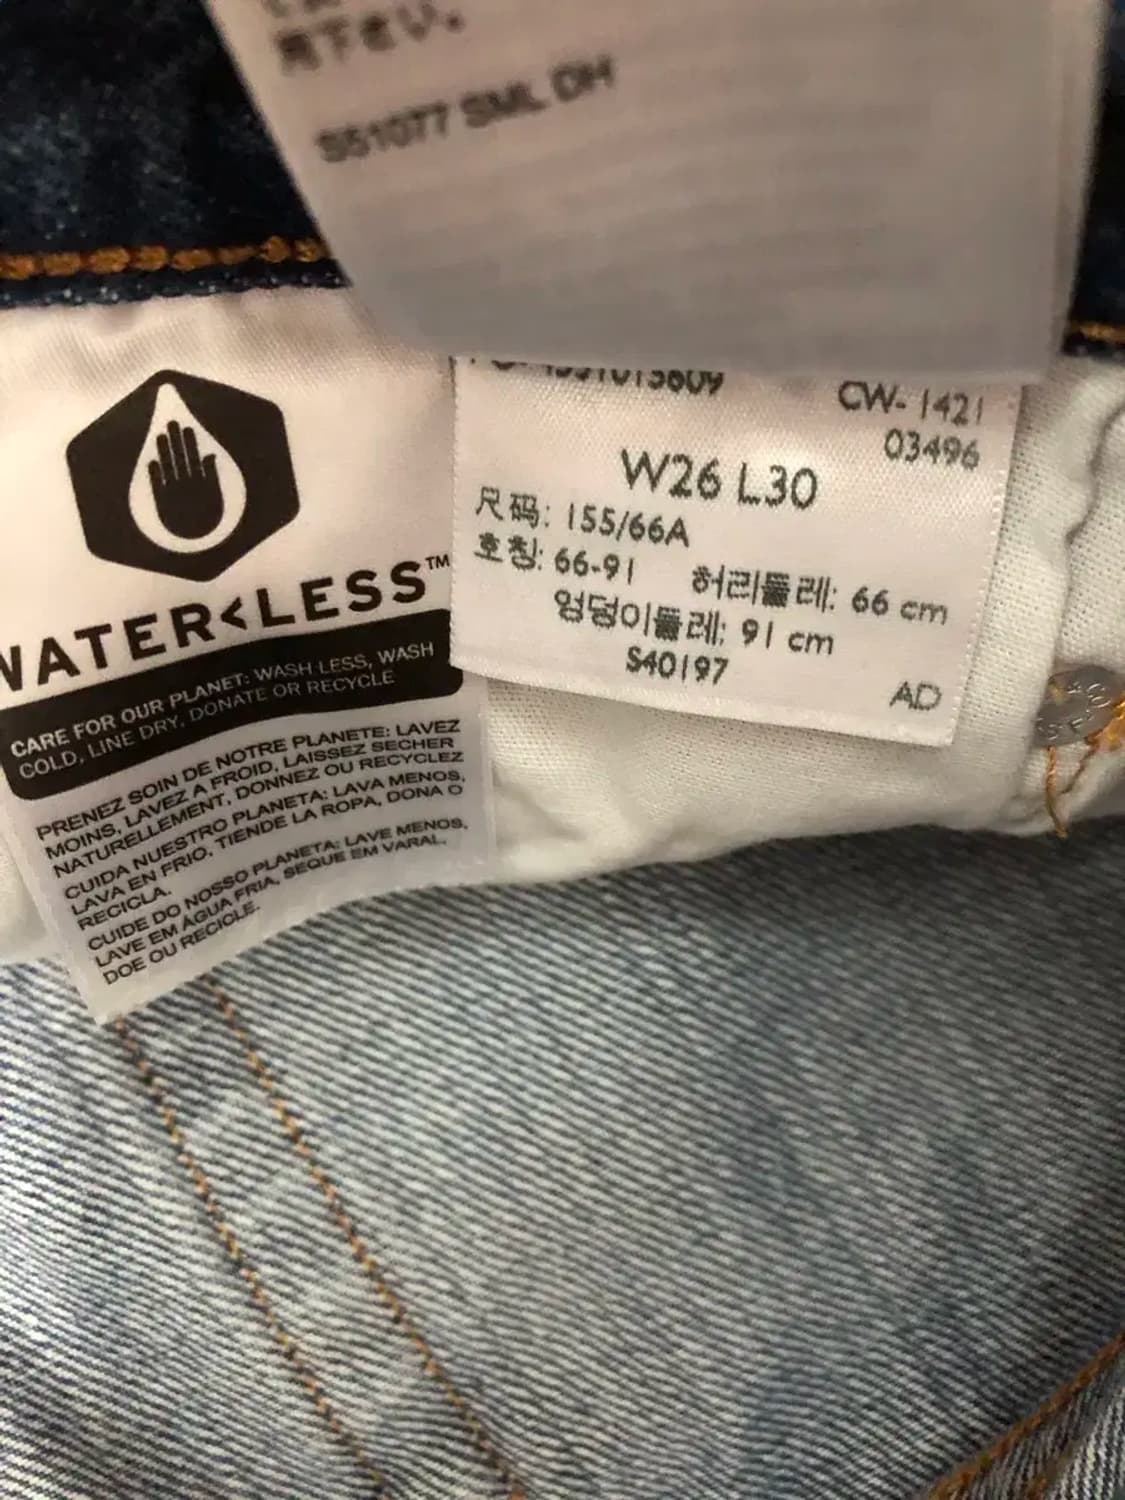 さい。
S51077 SML DH
1015609
CW- 1421
03496
W26 L30
尺码: 155/66A
호칭: 66-91 허리둘레: 66 cm
엉덩이둘레: 91 cm
S40197
AD
WATER<LESS™
CARE FOR OUR PLANET: WASH LESS, WASH
COLD, LINE DRY, DONATE OR RECYCLE
PRENEZ SOIN DE NOTRE PLANETE: LAVEZ
MOINS, LAVEZ A FROID, LAISSEZ SECHER
NATURELLEMENT, DONNEZ OU RECYCLEZ
CUIDA NUESTRO PLANETA: LAVA MENOS,
LAVA EN FRIO, TIENDE LA ROPA, DONA O
RECICLA.
CUIDE DO NOSSO PLANETA: LAVE MENOS,
LAVE EM ÁGUA FRIA, SEQUE EM VARAL,
DOE OU RECICLE.